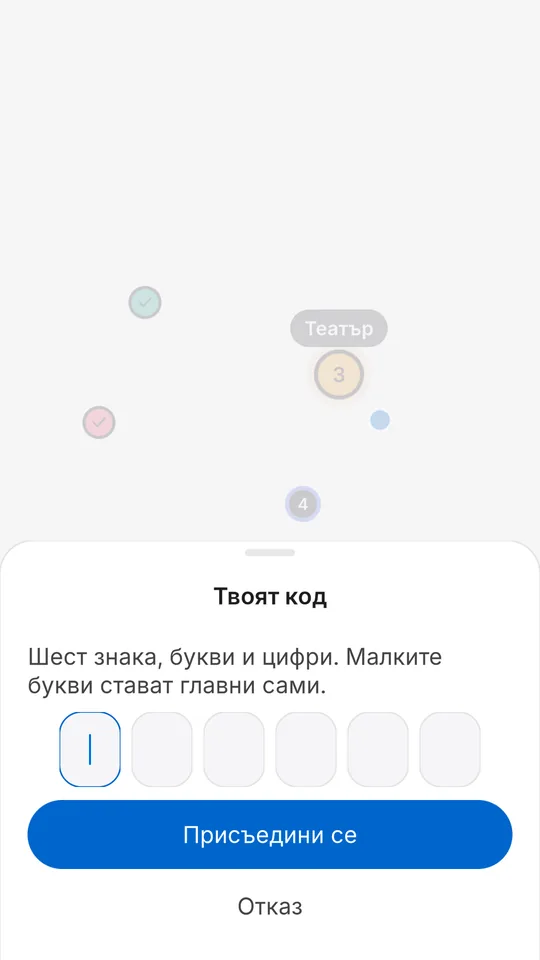 Театър
3
4
Твоят код
Шест знака, букви и цифри. Малките
букви стават главни сами.
Присъедини се
Отказ